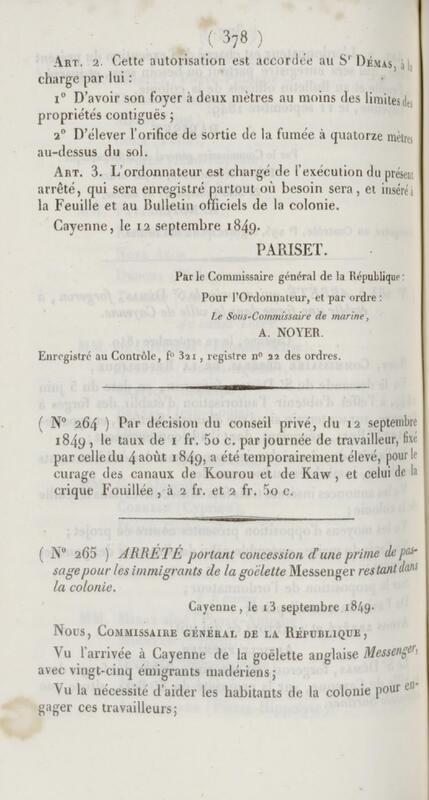 ( 378 )
ART. 2. Cette autorisation est accordée au Sr DÉMAS, à la
charge par lui :
1° D'avoir son foyer à deux mètres au moins des limites des
propriétés contiguës ;
2° D'élever l'orifice de sortie de la fumée à quatorze mètres
au-dessus du sol.
ART. 3. L'ordonnateur est chargé de l'exécution du présent
arrêté, qui sera enregistré partout où besoin sera, et inséré à
la Feuille et au Bulletin officiels de la colonie.
Cayenne, le 12 septembre 1849.
PARISET.
Par le Commissaire général de la République :
Pour l'Ordonnateur, et par ordre :
Le Sous-Commissaire de marine,
A. NOYER.
Enregistré au Contrôle, f° 321, registre n° 22 des ordres.
( N° 264 ) Par décision du conseil privé, du 12 septembre
1849, le taux de 1 fr. 50 c. par journée de travailleur, fixé
par celle du 4 août 1849, a été temporairement élevé, pour le
curage des canaux de Kourou et de Kaw, et celui de la
crique Fouillée, à 2 fr. et 2 fr. 50 c.
( N° 265 ) ARRÊTÉ portant concession d'une prime de pas-
sage pour les immigrants de la goëlette Messenger restant dans
la colonie.
Cayenne, le 13 septembre 1849.
NOUS, COMMISSAIRE GÉNÉRAL DE LA RÉPUBLIQUE,
Vu l'arrivée à Cayenne de la goëlette anglaise Messenger,
avec vingt-cinq émigrants madériens ;
Vu la nécessité d'aider les habitants de la colonie pour en-
gager ces travailleurs ;